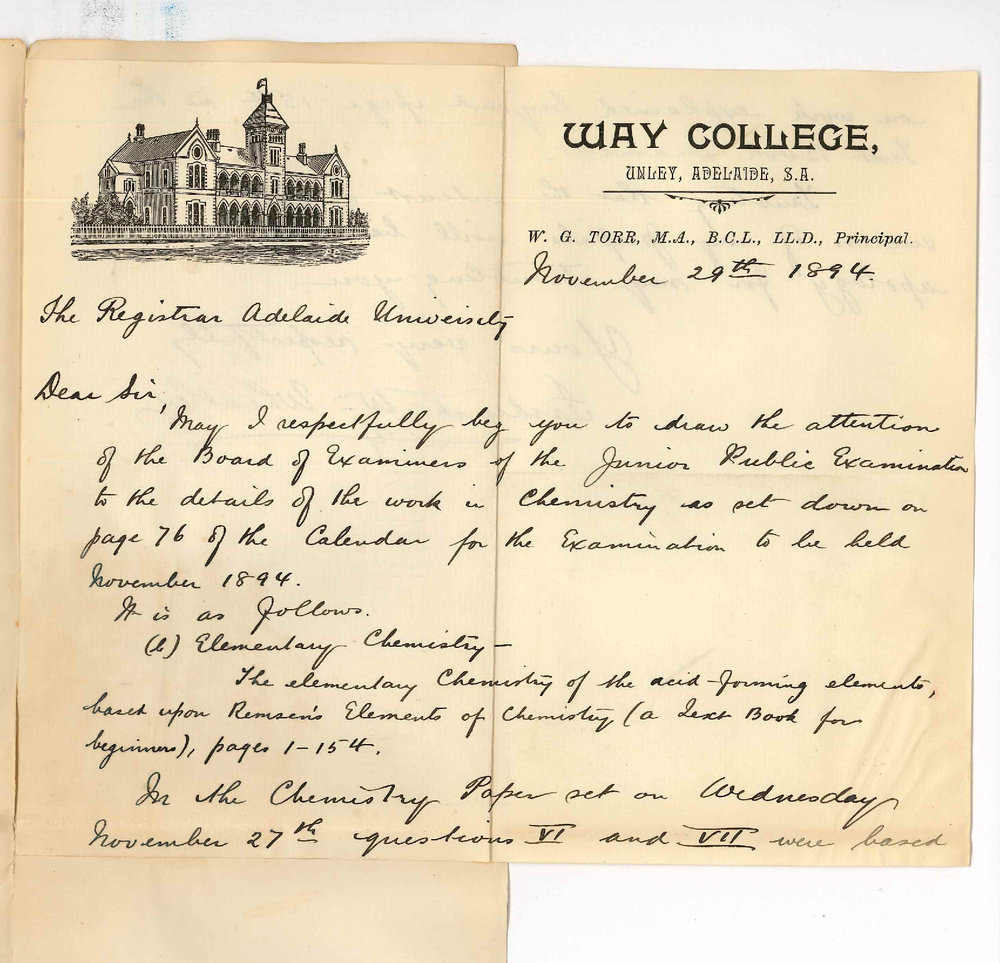 WAY COLLEGE,
UNLEY, ADELAIDE, S.A.
W. G. TORR, M.A., B.C.L., LL.D., Principal.
November 29th 1894.
The Registrar Adelaide University
Dear Sir,
May I respectfully beg you to draw the attention
of the Board of Examiners of the Junior Public Examination
to the details of the work in Chemistry as set down on
page 76 of the Calendar for the Examination to be held
November 1894.
It is as follows.
(b) Elementary Chemistry —
The elementary Chemistry of the acid-forming elements,
based upon Remsen's Elements of Chemistry (a Text Book for
beginners), pages 1-154.
In the Chemistry Paper set on Wednesday
November 27th questions VI and VII were based